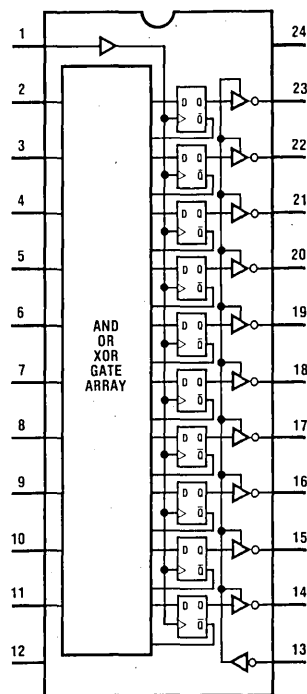 1
24
2
D Q
Q̅
23
3
D Q
Q̅
22
4
D Q
Q̅
21
5
D Q
Q̅
20
6
AND
OR
XOR
GATE
ARRAY
D Q
Q̅
19
7
D Q
Q̅
18
8
D Q
Q̅
17
9
D Q
Q̅
16
10
D Q
Q̅
15
11
D Q
Q̅
14
12
13